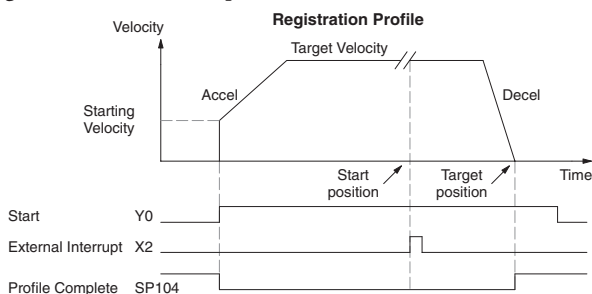 Registration Profile
Velocity
Target Velocity
Accel
Decel
Starting
Velocity
Start
position
Target
position
Time
Start Y0
External Interrupt X2
Profile Complete SP104